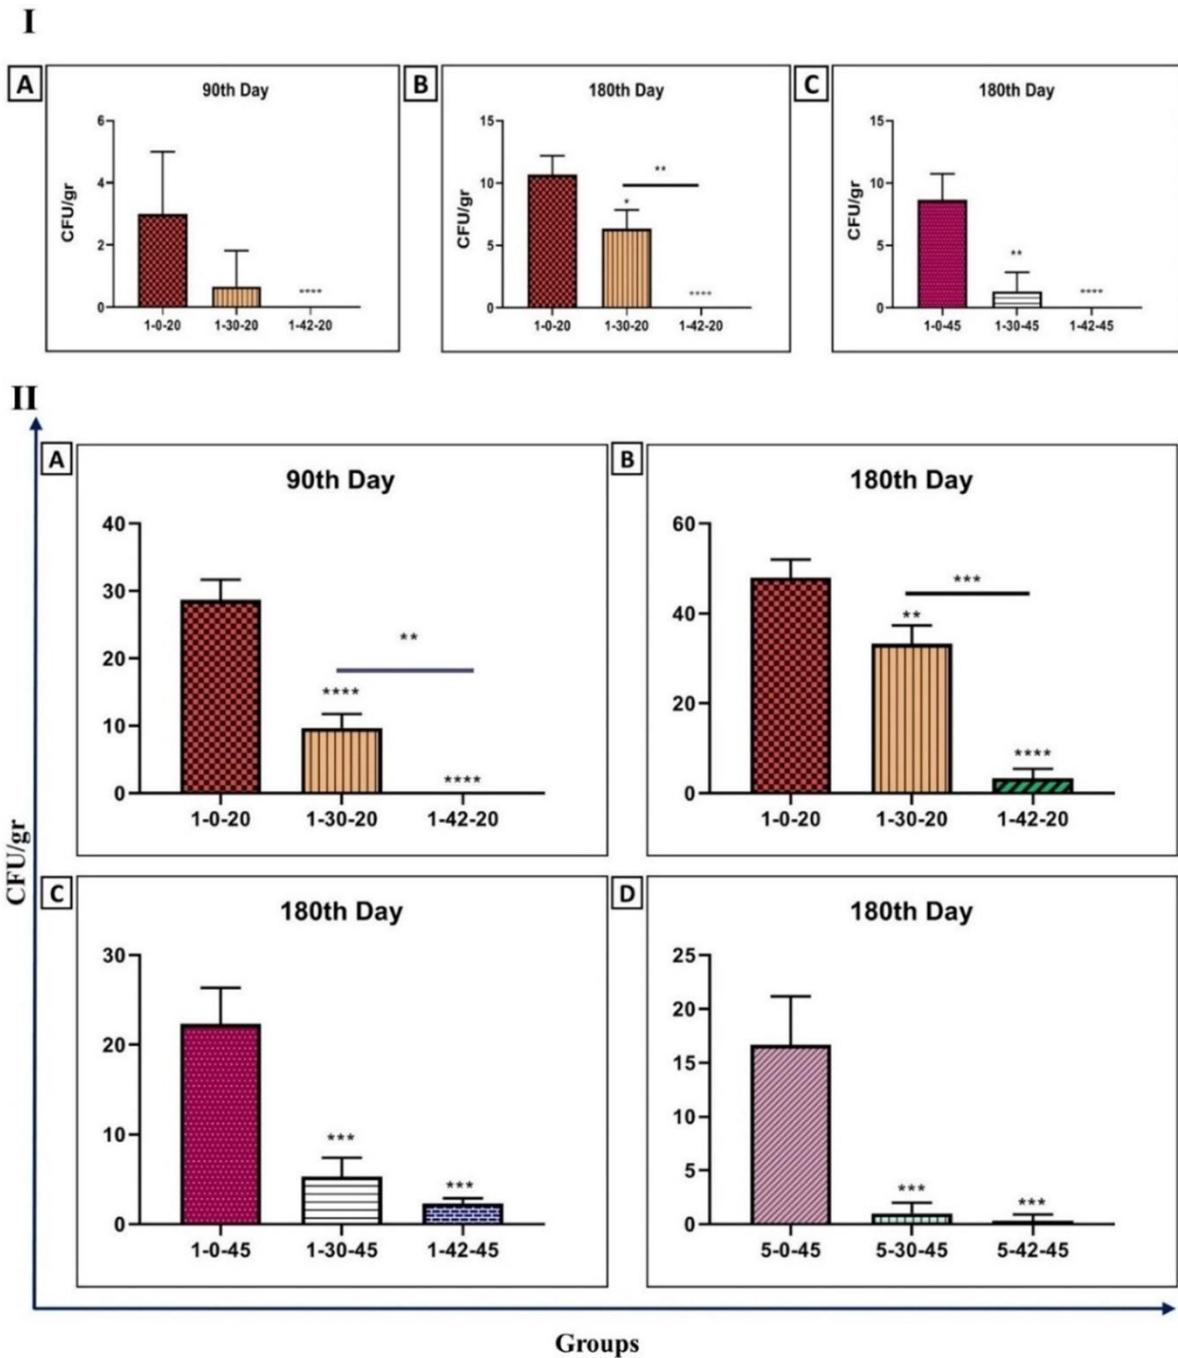 I
A
90th Day
6
4
2
0
CFU/gr
****
1-0-20 1-30-20 1-42-20
B
180th Day
15
10
5
0
CFU/gr
**
*
****
1-0-20 1-30-20 1-42-20
C
180th Day
15
10
5
0
CFU/gr
**
****
1-0-45 1-30-45 1-42-45
II
CFU/gr
A
90th Day
40
30
20
10
0
**
****
****
1-0-20 1-30-20 1-42-20
B
180th Day
60
40
20
0
***
**
****
1-0-20 1-30-20 1-42-20
C
180th Day
30
20
10
0
***
***
1-0-45 1-30-45 1-42-45
D
180th Day
25
20
15
10
5
0
***
***
5-0-45 5-30-45 5-42-45
Groups